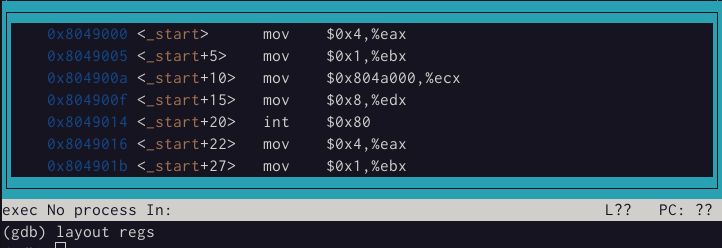 0x8049000 <_start> mov $0x4,%eax
0x8049005 <_start+5> mov $0x1,%ebx
0x804900a <_start+10> mov $0x804a000,%ecx
0x804900f <_start+15> mov $0x8,%edx
0x8049014 <_start+20> int $0x80
0x8049016 <_start+22> mov $0x4,%eax
0x804901b <_start+27> mov $0x1,%ebx
exec No process In: L?? PC: ??
(gdb) layout regs